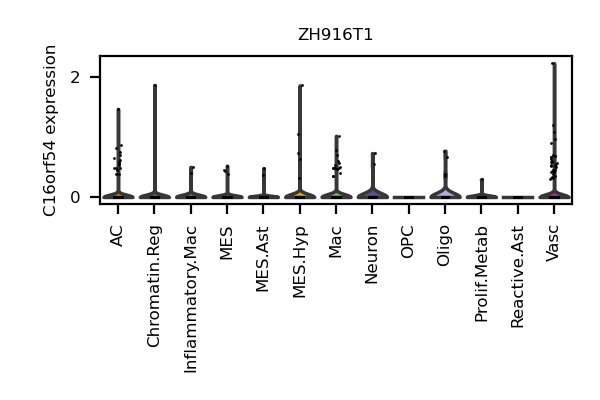 ZH916T1
C16orf54 expression
2
0
AC
Chromatin.Reg
Inflammatory.Mac
MES
MES.Ast
MES.Hyp
Mac
Neuron
OPC
Oligo
Prolif.Metab
Reactive.Ast
Vasc